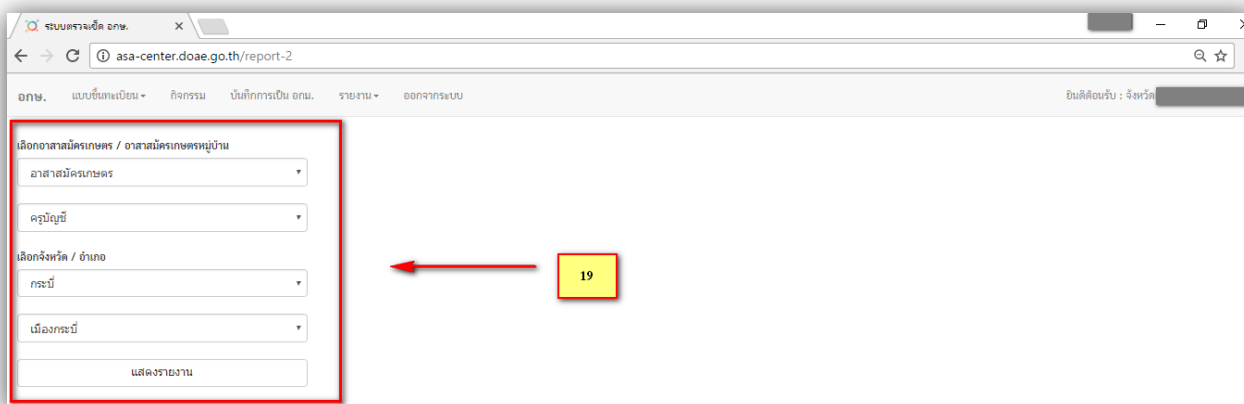 ระบบตรวจเช็ค อกษ.
asa-center.doae.go.th/report-2
อกษ. แบบขึ้นทะเบียน กิจกรรม บันทึกการเป็น อกม. รายงาน ออกจากระบบ ยินดีต้อนรับ : จังหวัด
เลือกอาสาสมัครเกษตร / อาสาสมัครเกษตรหมู่บ้าน
อาสาสมัครเกษตร
ครูบัญชี
เลือกจังหวัด / อำเภอ
กระบี่
19
เมืองกระบี่
แสดงรายงาน